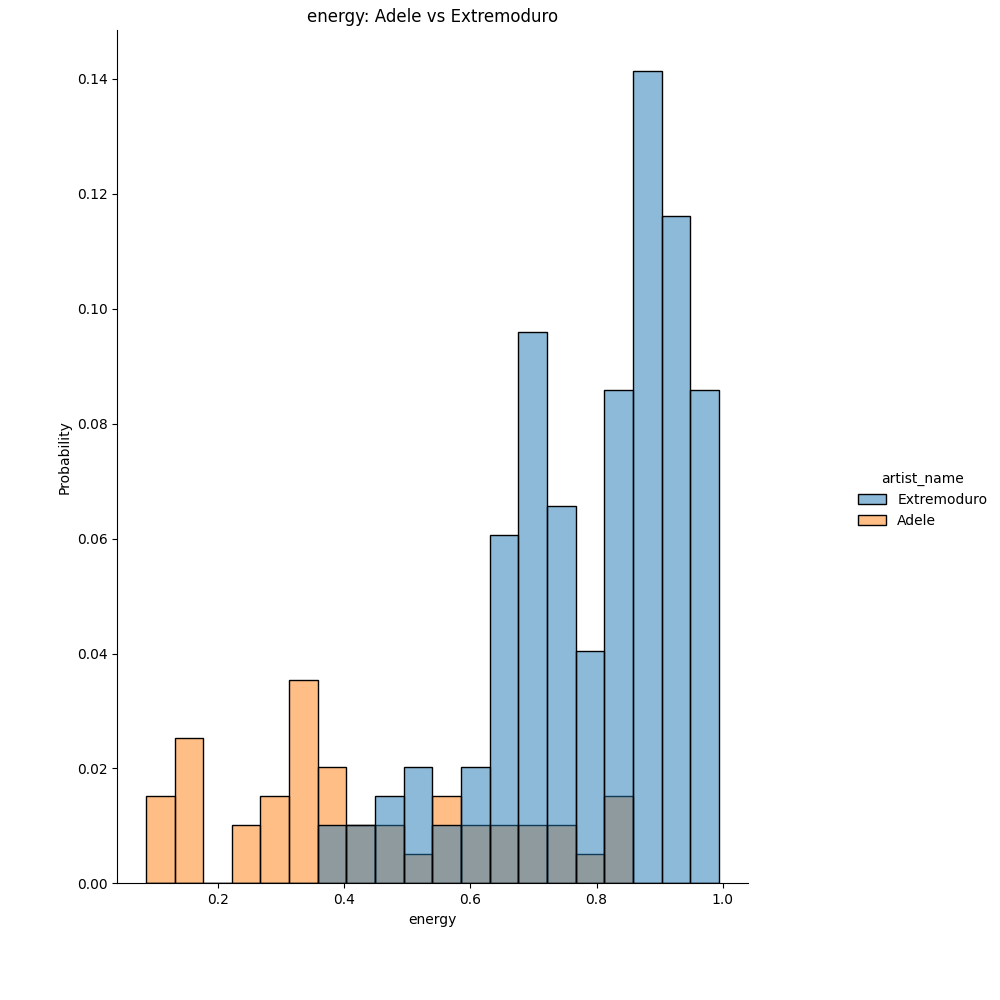 energy: Adele vs Extremoduro
0.14
0.12
0.10
0.08
0.06
0.04
0.02
0.00
Probability
0.2 0.4 0.6 0.8 1.0
energy
artist_name
Extremoduro
Adele